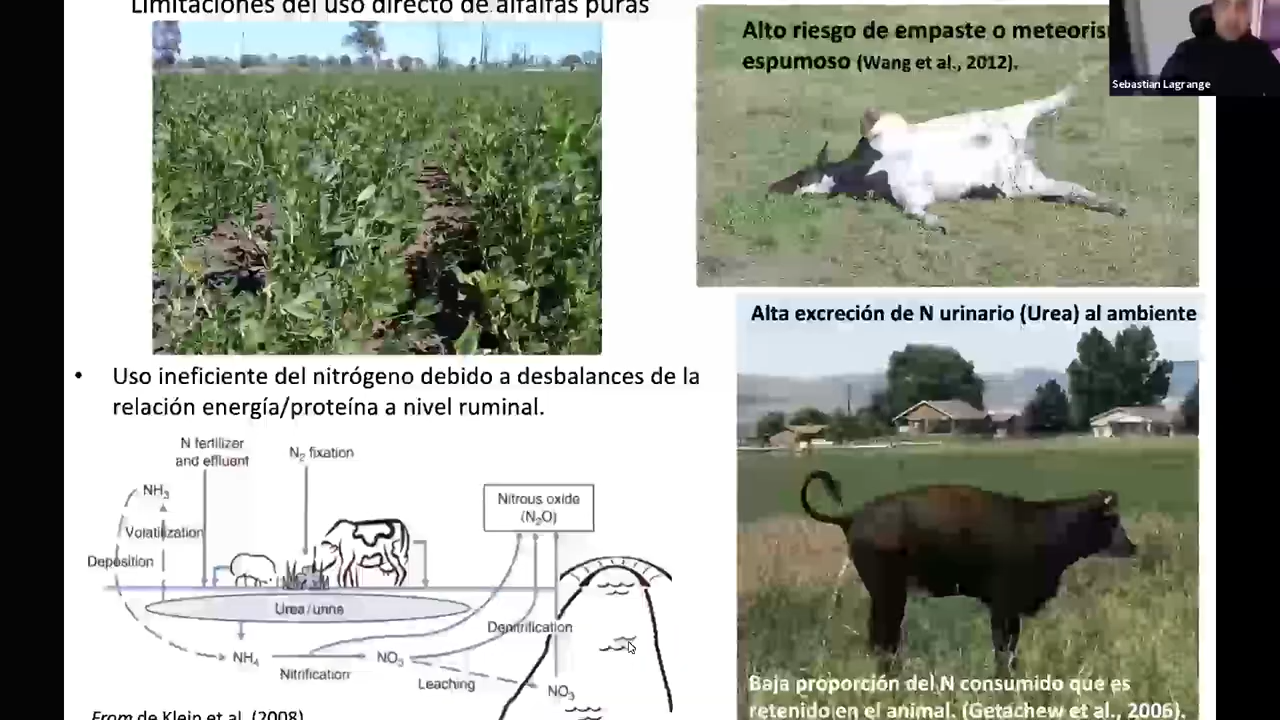 Limitaciones del uso directo de alfalfas puras
Alto riesgo de empaste o
espumoso (Wang et al., 2012).
Sebastian Lagrange
Alta excreción de N urinario (Urea) al ambiente
• Uso ineficiente del nitrógeno debido a desbalances de la
relación energía/proteína a nivel ruminal.
N fertilizer
and effluent
N₂ fixation
NH₃
Nitrous oxide
(N₂O)
Volatilization
Deposition
Urea/urine
Denitrification
NH₄
NO₃
Nitrification
Leaching
NO₃
From de Klein et al. (2008)
Baja proporción del N consumido que es
retenido en el animal. (Getachew et al., 2006).